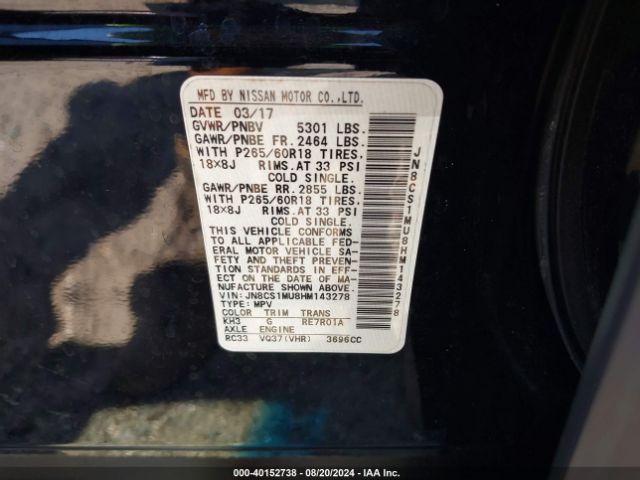 MFD BY NISSAN MOTOR CO.,LTD.
DATE 03/17
GVWR/PNBV 5301 LBS.
GAWR/PNBE FR. 2464 LBS.
WITH P265/60R18 TIRES,
18×8J RIMS.AT 33 PSI
COLD SINGLE.
GAWR/PNBE RR. 2855 LBS.
WITH P265/60R18 TIRES,
18×8J RIMS.AT 33 PSI
COLD SINGLE.
THIS VEHICLE CONFORMS
TO ALL APPLICABLE FED-
ERAL MOTOR VEHICLE SA-
FETY AND THEFT PREVEN-
TION STANDARDS IN EFF-
ECT ON THE DATE OF MA-
NUFACTURE SHOWN ABOVE.
VIN: JN8CS1MU8HM143278
TYPE: MPV
COLOR TRIM TRANS
KH3 G RE7R01A
AXLE ENGINE
RC33 VQ37(VHR) 3696CC
JN8CS1MU8HM143278
000-40152738 - 08/20/2024 - IAA Inc.